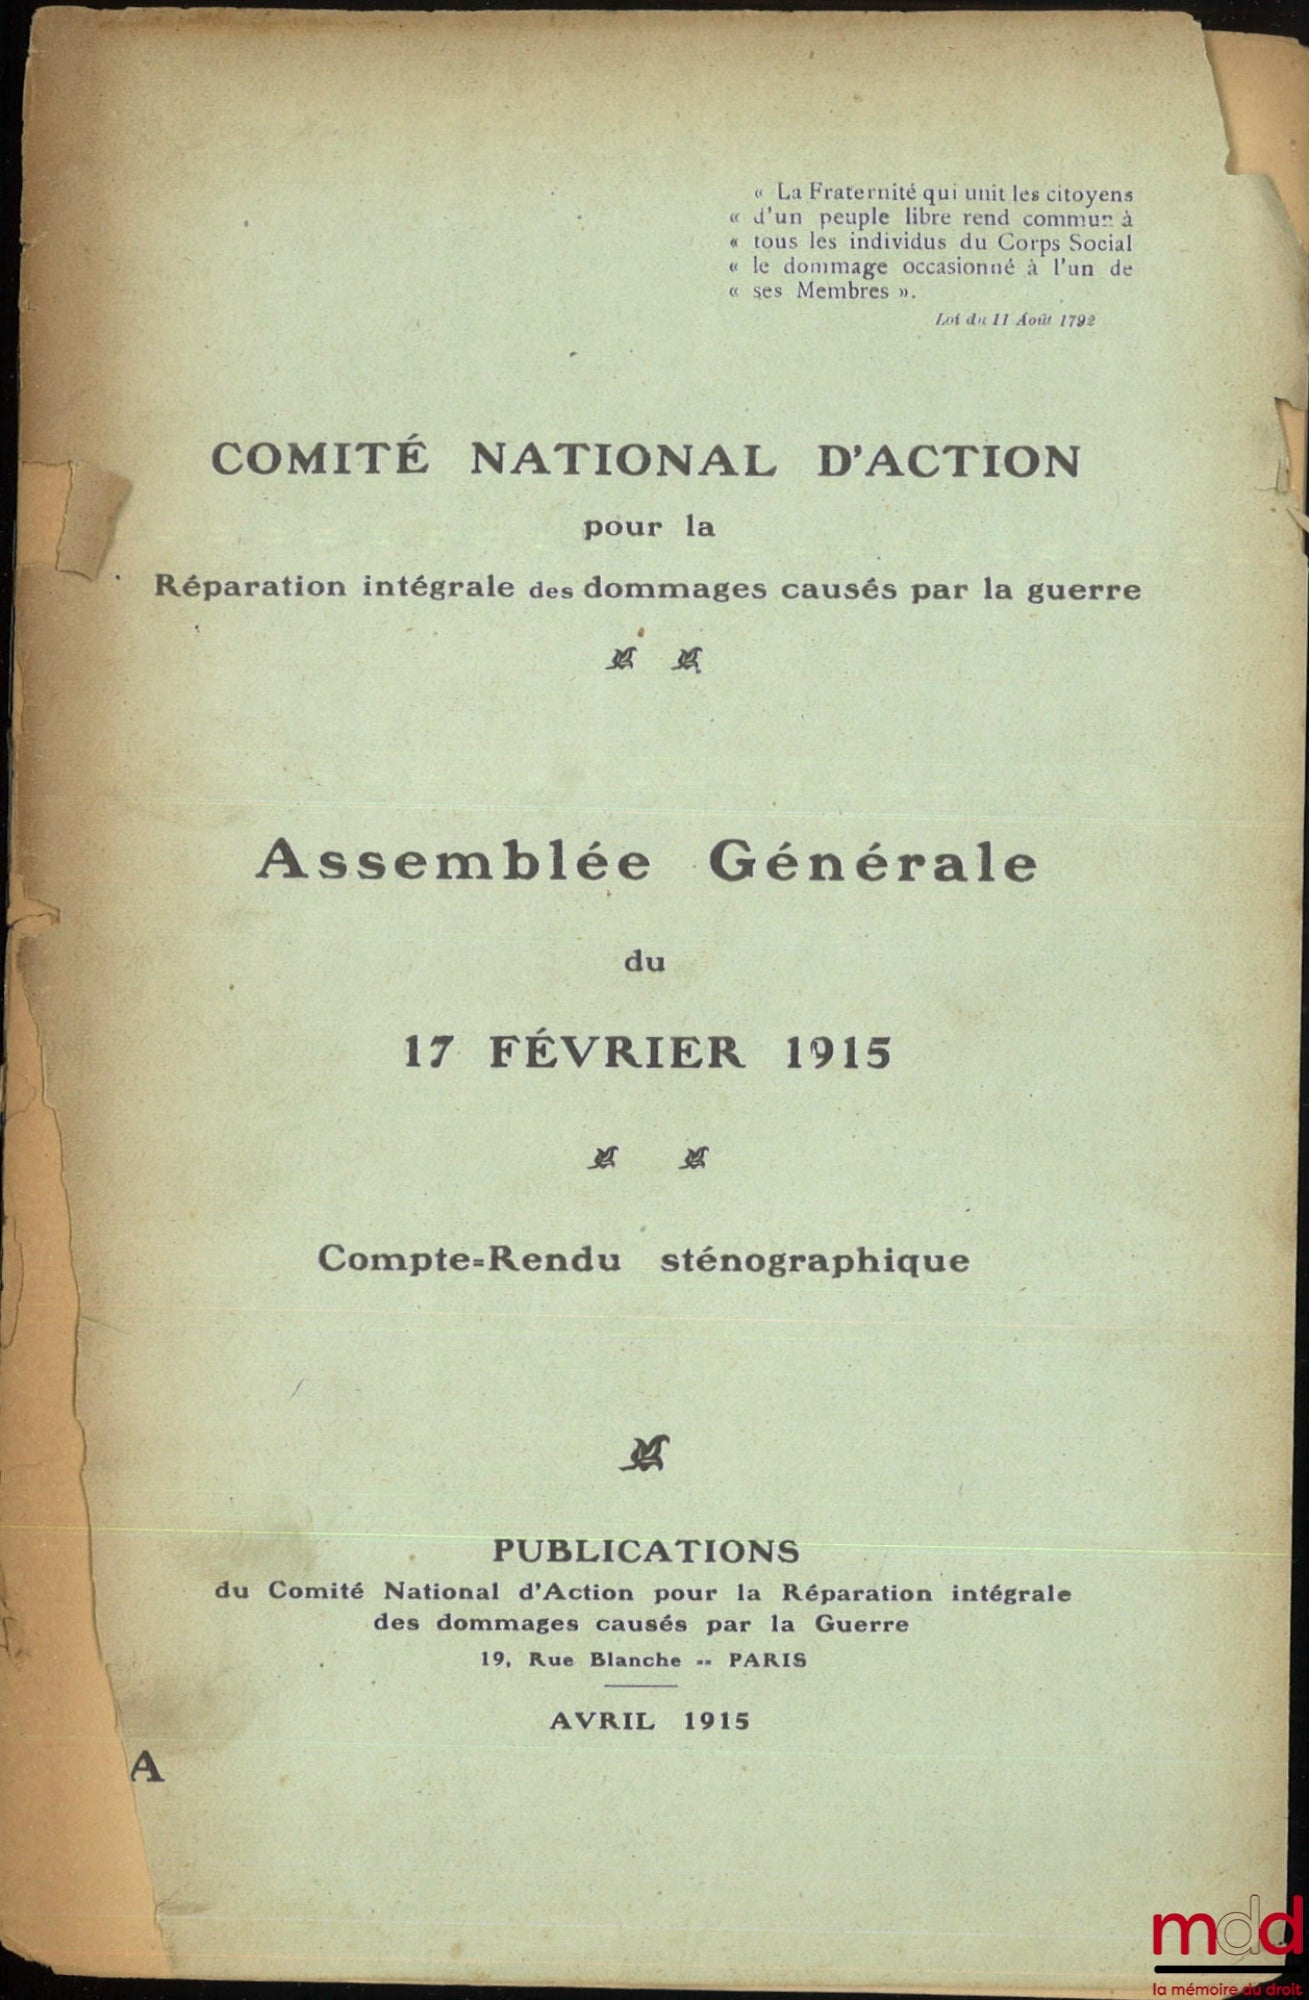 « La Fraternité qui unit les citoyens
« d'un peuple libre rend commun à
« tous les individus du Corps Social
« le dommage occasionné à l'un de
« ses Membres ».
Loi du 11 Août 1792
COMITÉ NATIONAL D'ACTION
pour la
Réparation intégrale des dommages causés par la guerre
Assemblée Générale
du
17 FÉVRIER 1915
Compte=Rendu sténographique
PUBLICATIONS
du Comité National d'Action pour la Réparation intégrale
des dommages causés par la Guerre
19, Rue Blanche -- PARIS
AVRIL 1915
A
mdd
la mémoire du droit